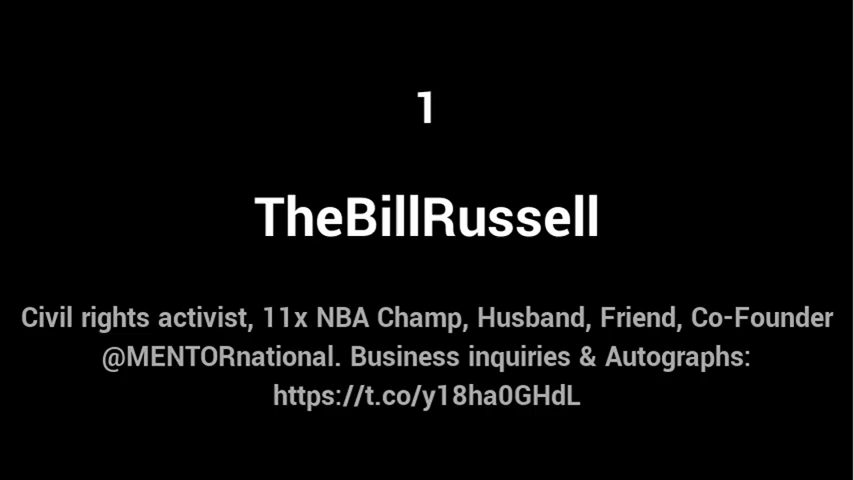 1
TheBillRussell
Civil rights activist, 11x NBA Champ, Husband, Friend, Co-Founder
@MENTORnational. Business inquiries & Autographs:
https://t.co/y18ha0GHdL